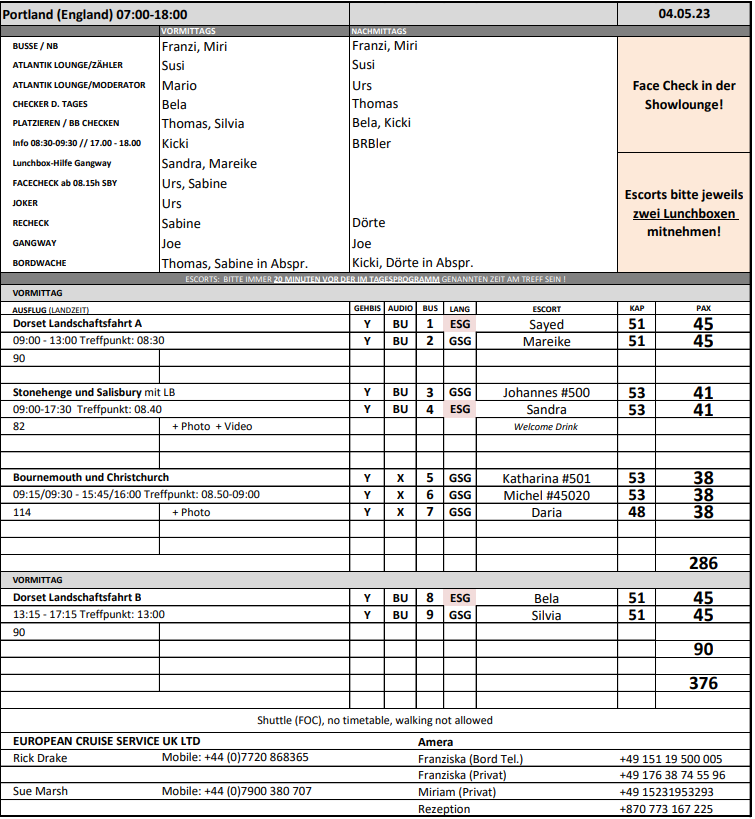 Portland (England) 07:00-18:00 04.05.23
VORMITTAGS NACHMITTAGS
BUSSE / NB Franzi, Miri Franzi, Miri
ATLANTIK LOUNGE/ZÄHLER Susi Susi
ATLANTIK LOUNGE/MODERATOR Mario Urs
CHECKER D. TAGES Bela Thomas
PLATZIEREN / BB CHECKEN Thomas, Silvia Bela, Kicki
Info 08:30-09:30 // 17.00 - 18.00 Kicki BRBler
Lunchbox-Hilfe Gangway Sandra, Mareike
FACECHECK ab 08.15h SBY Urs, Sabine
JOKER Urs
RECHECK Sabine Dörte
GANGWAY Joe Joe
BORDWACHE Thomas, Sabine in Abspr. Kicki, Dörte in Abspr.
Face Check in der
Showlounge!
Escorts bitte jeweils
zwei Lunchboxen
mitnehmen!
ESCORTS: BITTE IMMER 20 MINUTEN VOR DER IM TAGESPROGRAMM GENANNTEN ZEIT AM TREFF SEIN !
VORMITTAG
AUSFLUG (LANDZEIT) GEHBIS AUDIO BUS LANG ESCORT KAP PAX
Dorset Landschaftsfahrt A Y BU 1 ESG Sayed 51 45
09:00 - 13:00 Treffpunkt: 08:30 Y BU 2 GSG Mareike 51 45
90
Stonehenge und Salisbury mit LB Y BU 3 GSG Johannes #500 53 41
09:00-17:30 Treffpunkt: 08.40 Y BU 4 ESG Sandra 53 41
82 + Photo + Video Welcome Drink
Bournemouth und Christchurch Y X 5 GSG Katharina #501 53 38
09:15/09:30 - 15:45/16:00 Treffpunkt: 08.50-09:00 Y X 6 GSG Michel #45020 53 38
114 + Photo Y X 7 GSG Daria 48 38
286
VORMITTAG
Dorset Landschaftsfahrt B Y BU 8 ESG Bela 51 45
13:15 - 17:15 Treffpunkt: 13:00 Y BU 9 GSG Silvia 51 45
90
90
376
Shuttle (FOC), no timetable, walking not allowed
EUROPEAN CRUISE SERVICE UK LTD Amera
Rick Drake Mobile: +44 (0)7720 868365 Franziska (Bord Tel.) +49 151 19 500 005
Franziska (Privat) +49 176 38 74 55 96
Sue Marsh Mobile: +44 (0)7900 380 707 Miriam (Privat) +49 15231953293
Rezeption +870 773 167 225